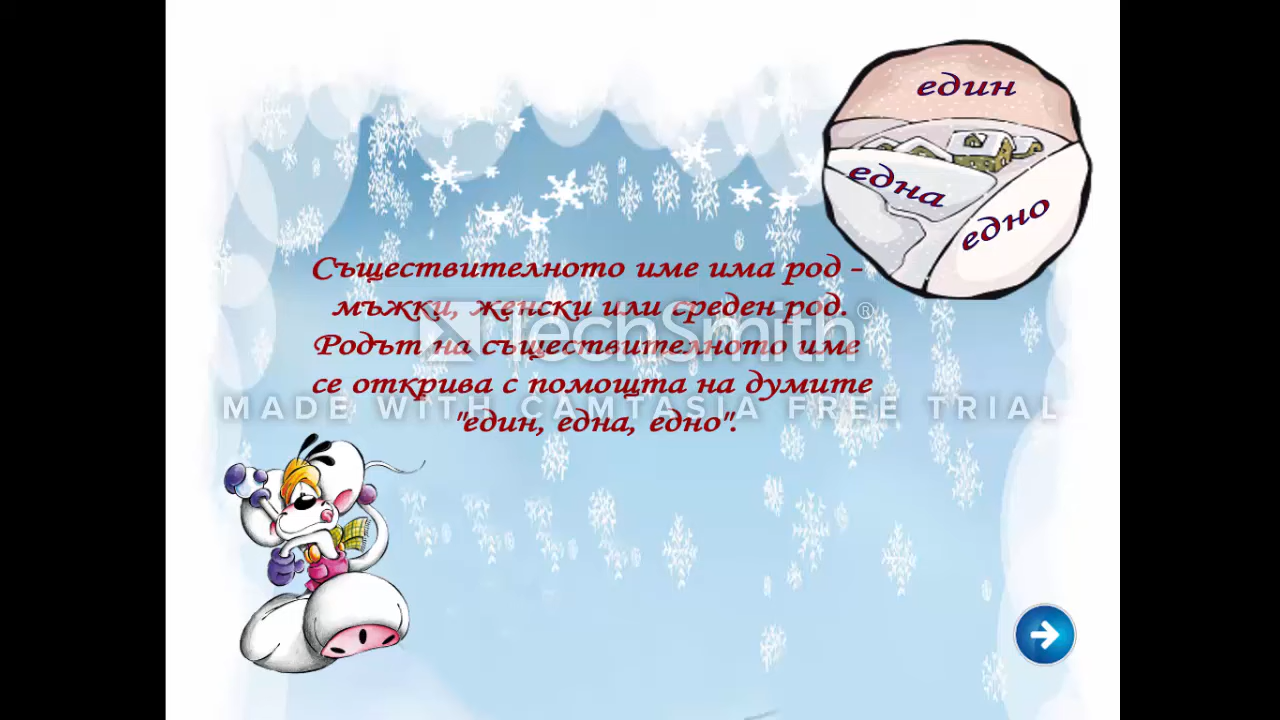 един
една
едно
Съществителното име има род -
мъжки, женски или среден род.
Родът на съществителното име
се открива с помощта на думите
"един, една, едно".
TechSmith®
MADE WITH CAMTASIA FREE TRIAL